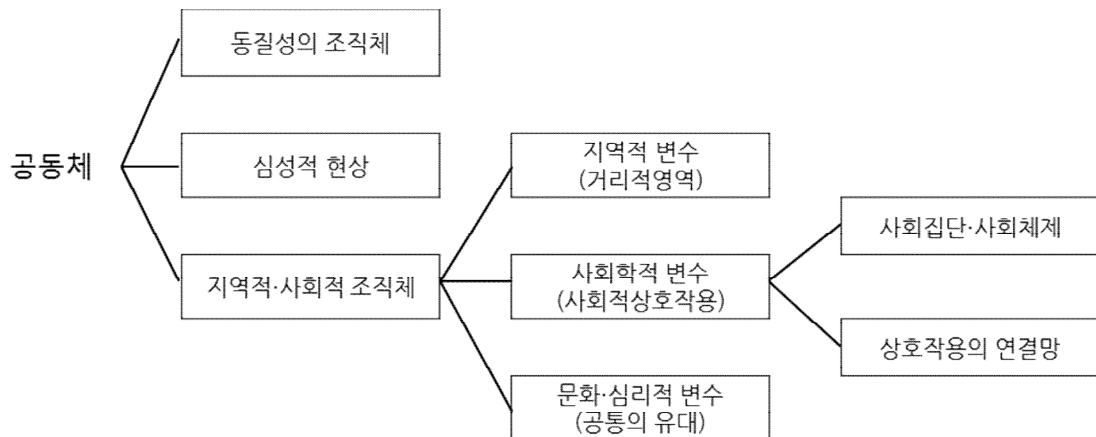 공동체
동질성의 조직체
심성적 현상
지역적·사회적 조직체
지역적 변수
(거리적영역)
사회학적 변수
(사회적상호작용)
문화·심리적 변수
(공통의 유대)
사회집단·사회체제
상호작용의 연결망